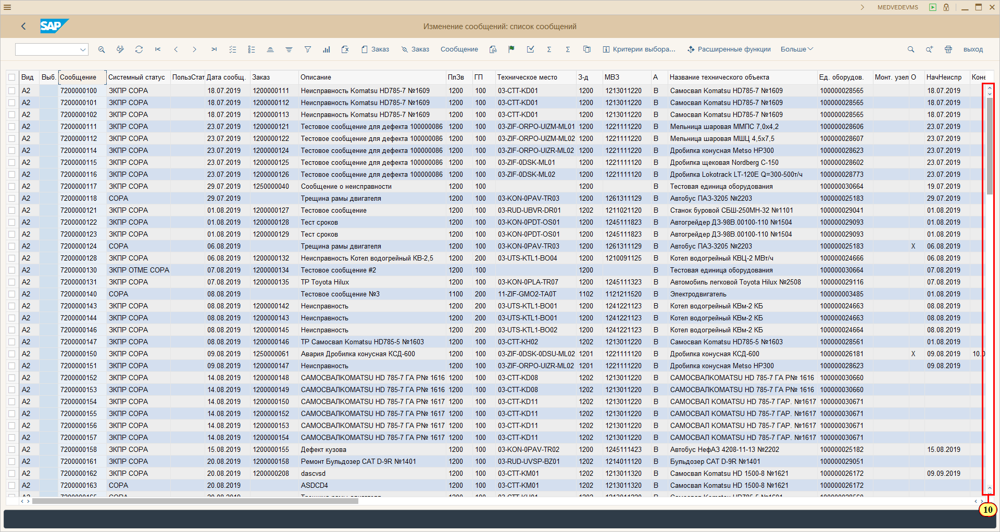 MEDVEDEVMS
SAP
Изменение сообщений: список сообщений
Заказ Заказ Сообщение Критерии выбора... Расширенные функции Больше выход
Вид Выб. Сообщение Системный статус ПользСтат Дата сообщ. Заказ Описание ПлЗв ГП Техническое место З-д МВЗ A Название технического объекта Ед. оборудов. Монт. узел О НачНеиспр Коне
A2 7200000100 ЗКПР СОРА 18.07.2019 1200000111 Неисправность Komatsu HD785-7 №1609 1200 100 03-CTT-KD01 1200 1213011220 B Самосвал Komatsu HD785-7 №1609 100000028565 18.07.2019
A2 7200000101 ЗКПР СОРА 18.07.2019 1200000112 Неисправность Komatsu HD785-7 №1609 1200 100 03-CTT-KD01 1200 1213011220 B Самосвал Komatsu HD785-7 №1609 100000028565 18.07.2019
A2 7200000102 ЗКПР СОРА 18.07.2019 1200000113 Неисправность Komatsu HD785-7 №1609 1200 100 03-CTT-KD01 1200 1213011220 B Самосвал Komatsu HD785-7 №1609 100000028565 18.07.2019
A2 7200000111 ЗКПР СОРА 23.07.2019 1200000121 Тестовое сообщение для дефекта 100000086 1200 100 03-ZIF-ORPO-UIZM-ML01 1200 1221111220 B Мельница шаровая ММПС 7,0х4,2 100000028606 23.07.2019
A2 7200000112 ЗКПР СОРА 23.07.2019 1200000122 Тестовое сообщение для дефекта 100000086 1200 100 03-ZIF-ORPO-UIZM-ML02 1200 1221111220 B Мельница шаровая МШЦ 4,5х7,5 100000028607 23.07.2019
A2 7200000114 ЗКПР СОРА 23.07.2019 1200000124 Тестовое сообщение для дефекта 100000086 1200 100 03-ZIF-ORPO-UIZR-ML02 1200 1221111220 B Дробилка конусная Metso HP300 100000028623 23.07.2019
A2 7200000115 ЗКПР СОРА 23.07.2019 1200000125 Тестовое сообщение для дефекта 100000086 1200 100 03-ZIF-0DSK-ML01 1200 1221111120 B Дробилка щековая Nordberg C-150 100000028602 23.07.2019
A2 7200000116 ЗКПР СОРА 23.07.2019 1200000126 Тестовое сообщение для дефекта 100000086 1200 100 03-ZIF-0DSK-ML02 1200 1221111120 B Дробилка Lokotrack LT-120E Q=300-500т/ч 100000028773 23.07.2019
A2 7200000117 ЗКПР СОРА 29.07.2019 1250000040 Сообщение о неисправности 1200 100 1200 B Тестовая единица оборудования 100000030664 19.07.2019
A2 7200000118 СОРА 29.07.2019 Трещина рамы двигателя 1200 100 03-KON-0PAV-TR03 1200 1261311129 B Автобус ПАЗ-3205 №2203 100000025183 29.07.2019
A2 7200000121 ЗКПР СОРА 01.08.2019 1200000127 Тестовое сообщение 1200 100 03-RUD-UBVR-DR01 1202 1211021120 B Станок буровой СБШ-250МН-32 №1101 100000029041 01.08.2019
A2 7200000122 ЗКПР СОРА 01.08.2019 1200000128 Тест сроков 1200 100 03-KON-0PDT-OS01 1200 1245111823 B Автогрейдер ДЗ-98В.00100-110 №1504 100000029093 01.08.2019
A2 7200000123 ЗКПР СОРА 01.08.2019 1200000129 Тест сроков 1200 100 03-KON-0PDT-OS01 1200 1245111823 B Автогрейдер ДЗ-98В.00100-110 №1504 100000029093 01.08.2019
A2 7200000124 СОРА 06.08.2019 Трещина рамы двигателя 1200 100 03-KON-0PAV-TR03 1200 1261311129 B Автобус ПАЗ-3205 №2203 100000025183 X 06.08.2019
A2 7200000128 ЗКПР СОРА 06.08.2019 1200000132 Неисправность Котел водогрейный КВ-2,5 1200 200 03-UTS-KTL1-BO04 1200 1210091125 B Котел водогрейный КВЦ-2 МВт/ч 100000024666 06.08.2019
A2 7200000130 ЗКПР ОТМЕ СОРА 07.08.2019 1200000134 Тестовое сообщение #2 1200 100 1200 B Тестовая единица оборудования 100000030664 07.08.2019
A2 7200000131 ЗКПР СОРА 07.08.2019 1200000135 ТР Toyota Hilux 1200 100 03-KON-0PLA-TR07 1200 1245111323 B Автомобиль легковой Toyota Hilux №2508 100000029116 07.08.2019
A2 7200000140 СОРА 08.08.2019 Тестовое сообщение №3 1100 200 11-ZIF-GMO2-TA0T 1102 1121211520 B Электродвигатель 100000003485 01.08.2019
A2 7200000143 ЗКПР СОРА 08.08.2019 1200000142 Неисправность 1200 200 03-UTS-KTL1-BO01 1200 1241221123 B Котел водогрейный КВм-2 КБ 100000024663 08.08.2019
A2 7200000144 ЗКПР СОРА 08.08.2019 1200000143 Неисправность 1200 200 03-UTS-KTL1-BO01 1200 1241221123 B Котел водогрейный КВм-2 КБ 100000024663 08.08.2019
A2 7200000146 ЗКПР СОРА 08.08.2019 1200000145 Неисправность 1200 200 03-UTS-KTL1-BO02 1200 1241221123 B Котел водогрейный КВм-2 КБ 100000024664 08.08.2019
A2 7200000147 ЗКПР СОРА 08.08.2019 1200000146 ТР Самосвал Komatsu HD785-5 №1603 1200 100 03-CTT-KH02 1202 1213011220 B Самосвал Komatsu HD785-5 №1603 100000028561 01.08.2019
A2 7200000150 ЗКПР СОРА 09.08.2019 1250000061 Авария Дробилка конусная КСД-600 1200 100 03-ZIF-0DSK-0DSU-ML02 1201 1221111120 B Дробилка конусная КСД-600 100000026181 X 09.08.2019 10.0
A2 7200000151 ЗКПР СОРА 09.08.2019 1200000147 Неисправность 1200 100 03-ZIF-ORPO-UIZR-ML02 1201 1221111220 B Дробилка конусная Metso HP300 100000028623 09.08.2019
A2 7200000152 ЗКПР СОРА 14.08.2019 1200000148 САМОСВАЛKOMATSU HD 785-7 ГА Р№ 1616 1200 100 03-CTT-KD08 1202 1213011220 B САМОСВАЛKOMATSU HD 785-7 ГА Р№ 1616 100000030660
A2 7200000153 ЗКПР СОРА 14.08.2019 1200000149 САМОСВАЛKOMATSU HD 785-7 ГА Р№ 1616 1200 100 03-CTT-KD08 1202 1213011220 B САМОСВАЛKOMATSU HD 785-7 ГА Р№ 1616 100000030660
A2 7200000154 ЗКПР СОРА 14.08.2019 1200000150 САМОСВАЛKOMATSU HD 785-7 ГА Р№ 1617 1200 100 03-CTT-KD11 1202 1213011220 B САМОСВАЛ KOMATSU HD 785-7 ГАР. №1617 100000030671
A2 7200000155 ЗКПР СОРА 14.08.2019 1200000152 САМОСВАЛKOMATSU HD 785-7 ГА Р№ 1617 1200 100 03-CTT-KD11 1202 1213011220 B САМОСВАЛ KOMATSU HD 785-7 ГАР. №1617 100000030671
A2 7200000156 ЗКПР СОРА 14.08.2019 1200000153 САМОСВАЛKOMATSU HD 785-7 ГА Р№ 1617 1200 100 03-CTT-KD11 1202 1213011220 B САМОСВАЛ KOMATSU HD 785-7 ГАР. №1617 100000030671
A2 7200000157 ЗКПР СОРА 14.08.2019 1200000154 САМОСВАЛKOMATSU HD 785-7 ГА Р№ 1617 1200 100 03-CTT-KD11 1202 1213011220 B САМОСВАЛ KOMATSU HD 785-7 ГАР. №1617 100000030671
A2 7200000158 ЗКПР СОРА 15.08.2019 1200000155 Дефект кузова 1200 100 03-KON-0PAV-TR02 1200 1245111423 B Автобус НефАЗ 4208-11-13 №2202 100000025182 15.08.2019
A2 7200000161 ЗКПР СОРА 20.08.2019 1200000158 Ремонт Бульдозер CAT D-9R №1401 1200 100 03-RUD-UVSP-BZ01 1202 1214011120 B Бульдозер CAT D-9R №1401 100000029051
A2 7200000162 ЗКПР СОРА 20.08.2019 1200000208 dascvsd 1200 100 03-CTT-KM01 1202 1213011320 B Самосвал Komatsu HD 1500-8 №1621 100000026172 09.09.2019
A2 7200000163 СОРА 20.08.2019 ASDCD4 1200 100 03-CTT-KM01 1202 1213011320 B Самосвал Komatsu HD 1500-8 №1621 100000026172
10